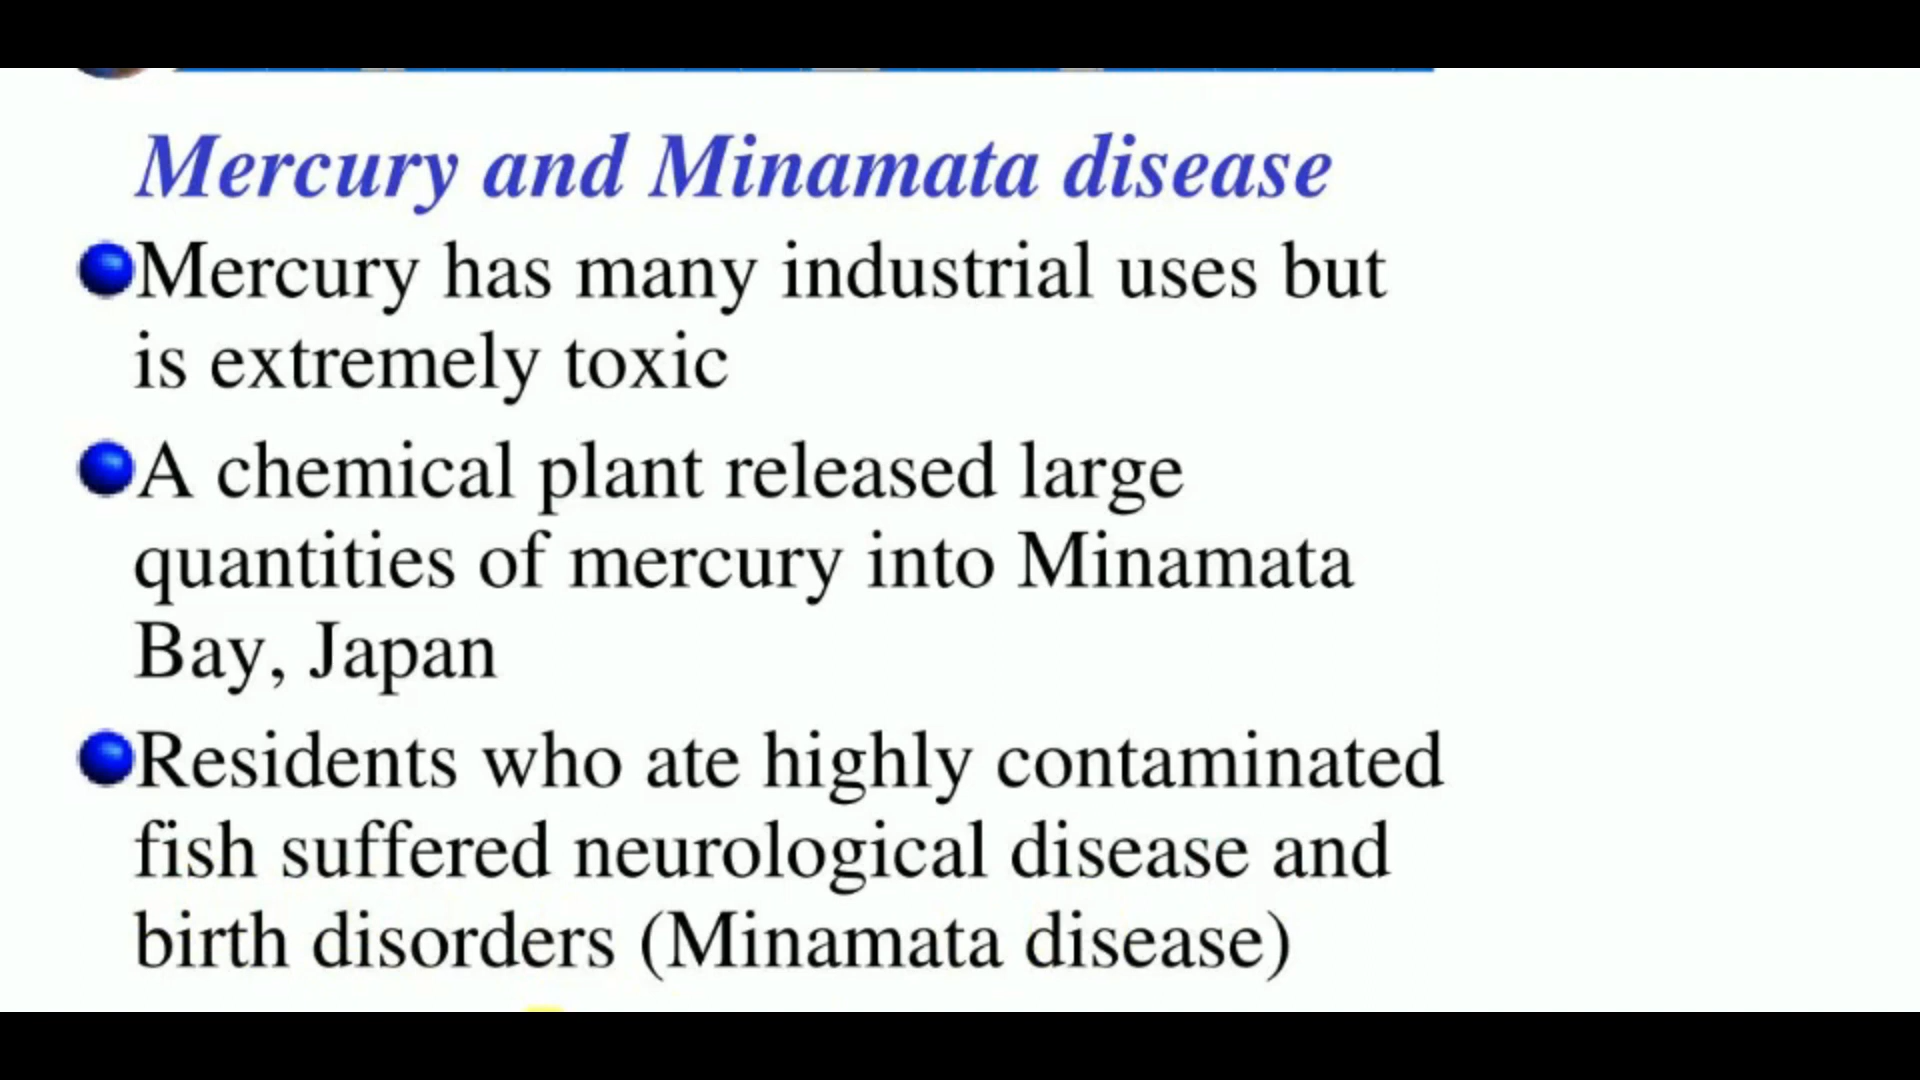 Mercury and Minamata disease
Mercury has many industrial uses but
is extremely toxic
A chemical plant released large
quantities of mercury into Minamata
Bay, Japan
Residents who ate highly contaminated
fish suffered neurological disease and
birth disorders (Minamata disease)